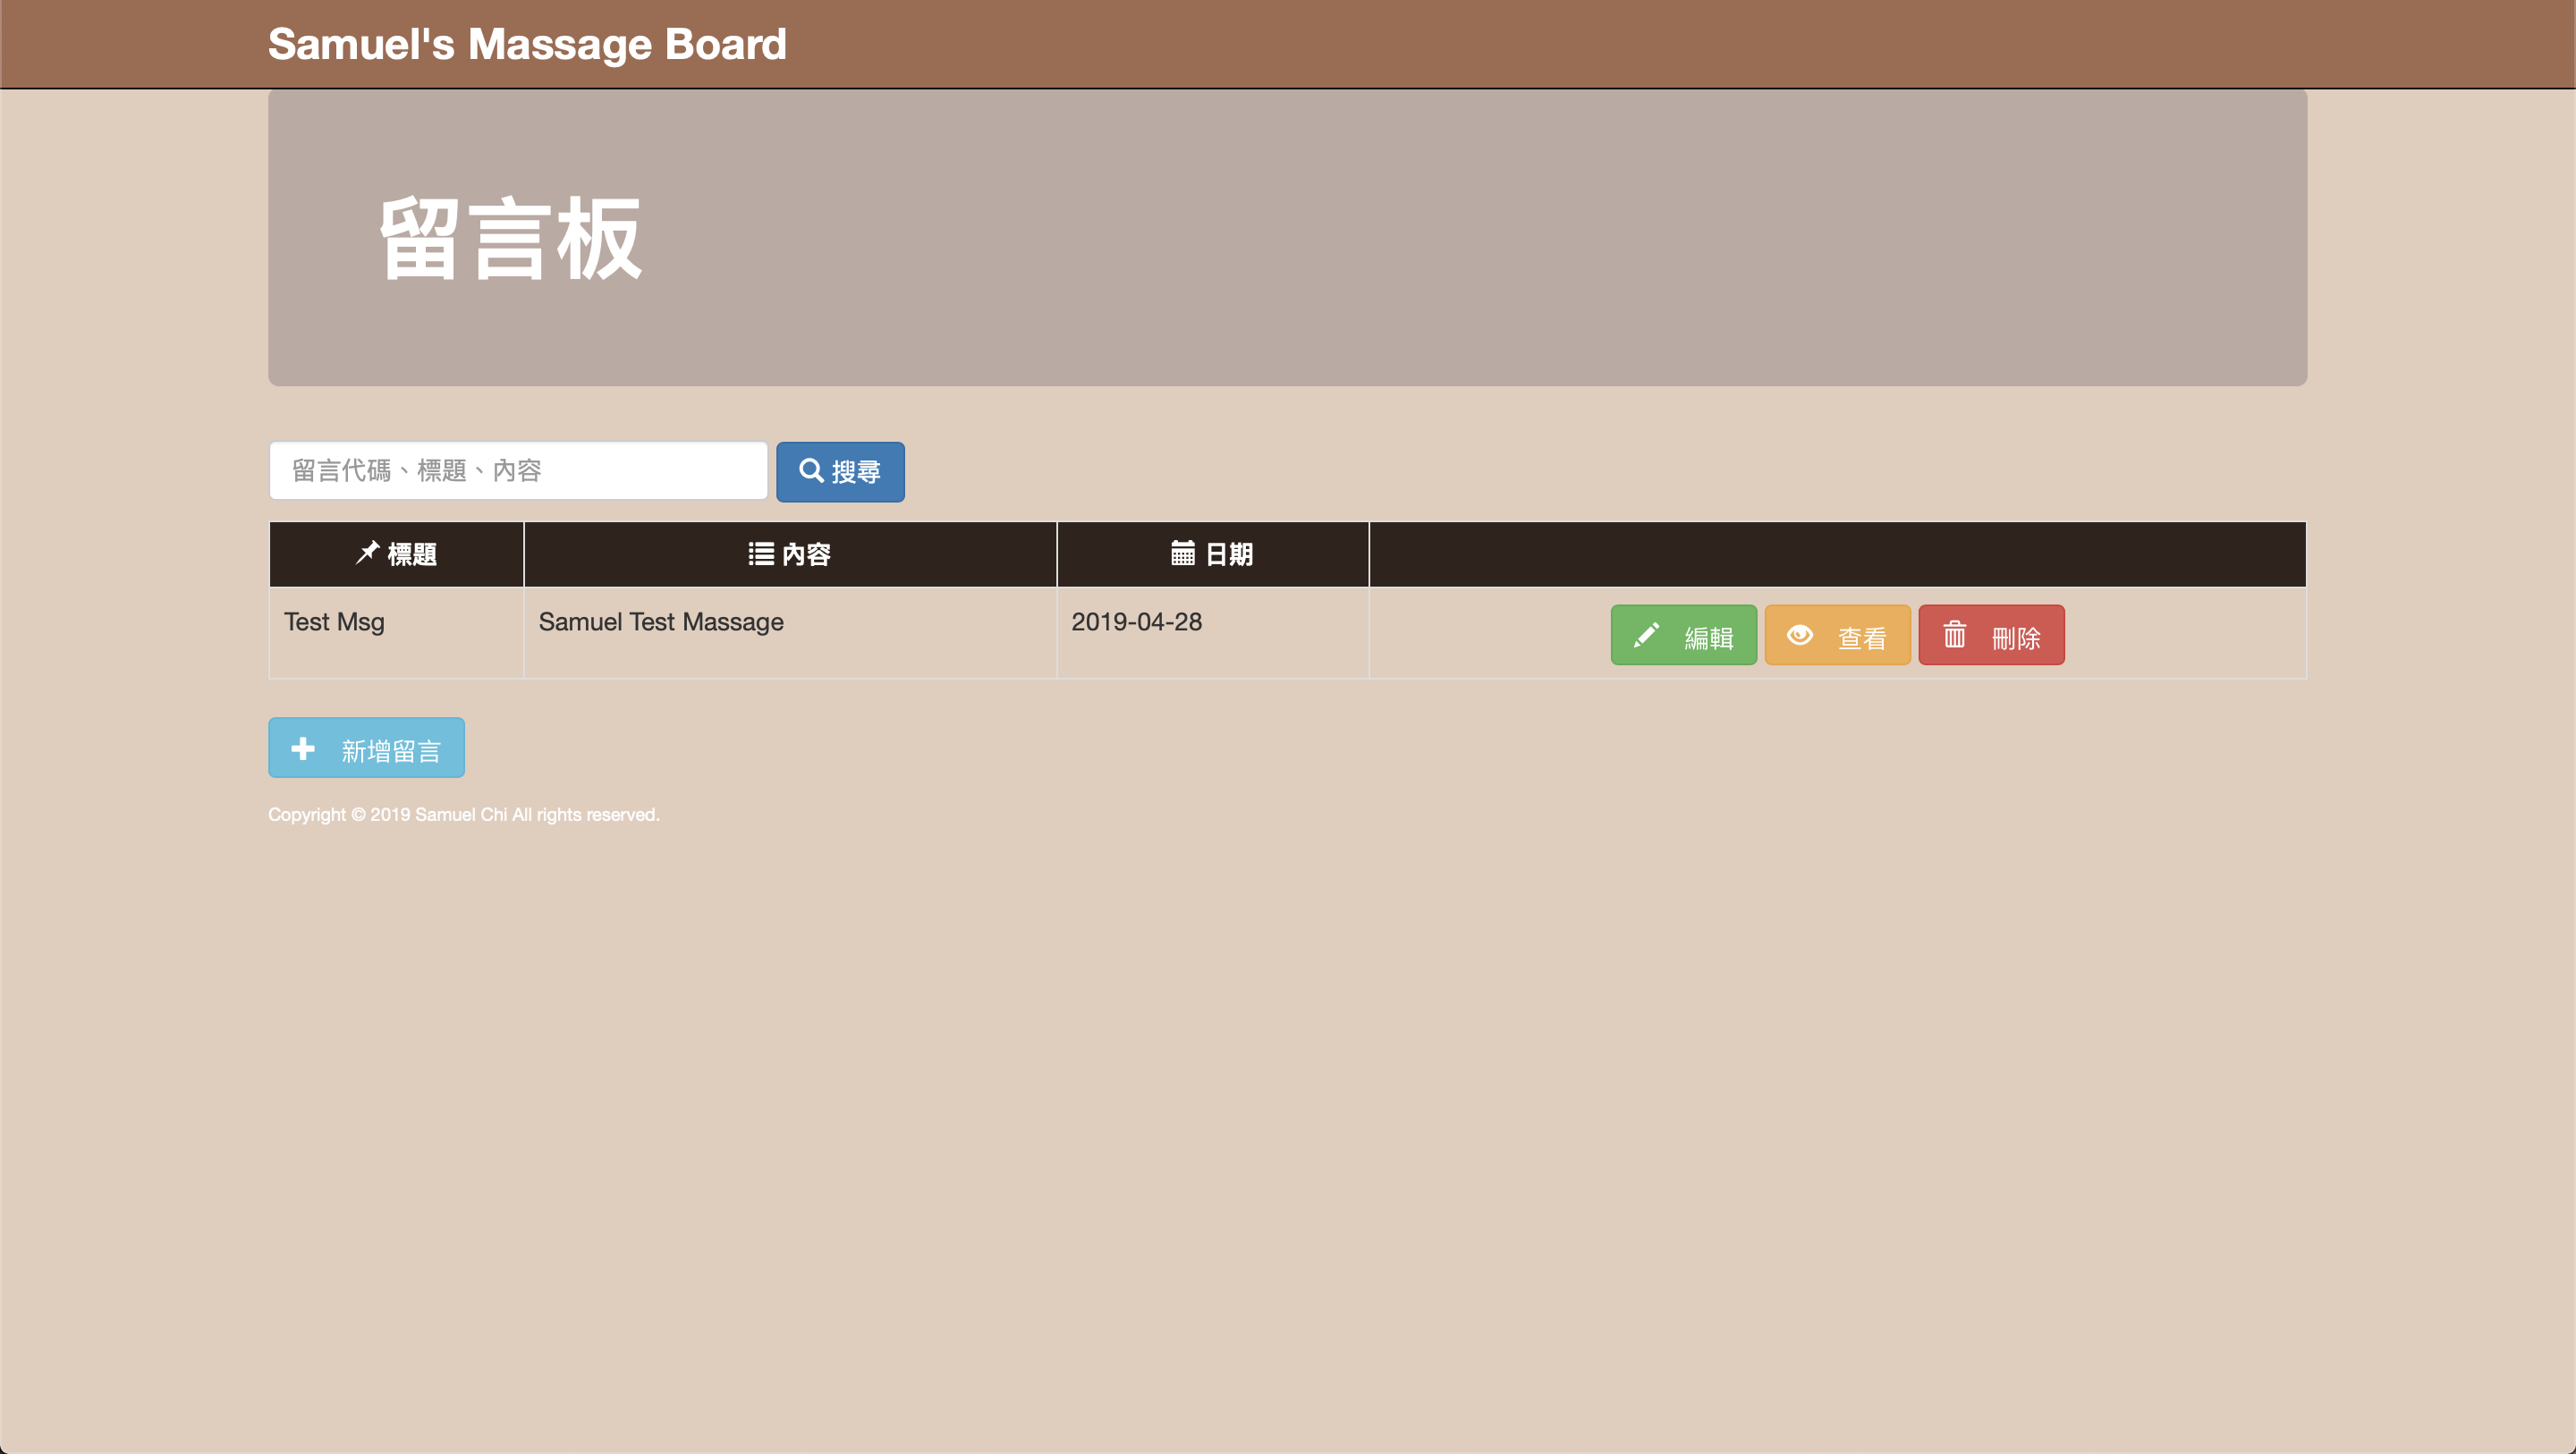 Samuel's Massage Board
留言板
留言代碼、標題、內容
搜尋
標題 內容 日期
Test Msg Samuel Test Massage 2019-04-28 編輯 查看 刪除
新增留言
Copyright © 2019 Samuel Chi All rights reserved.